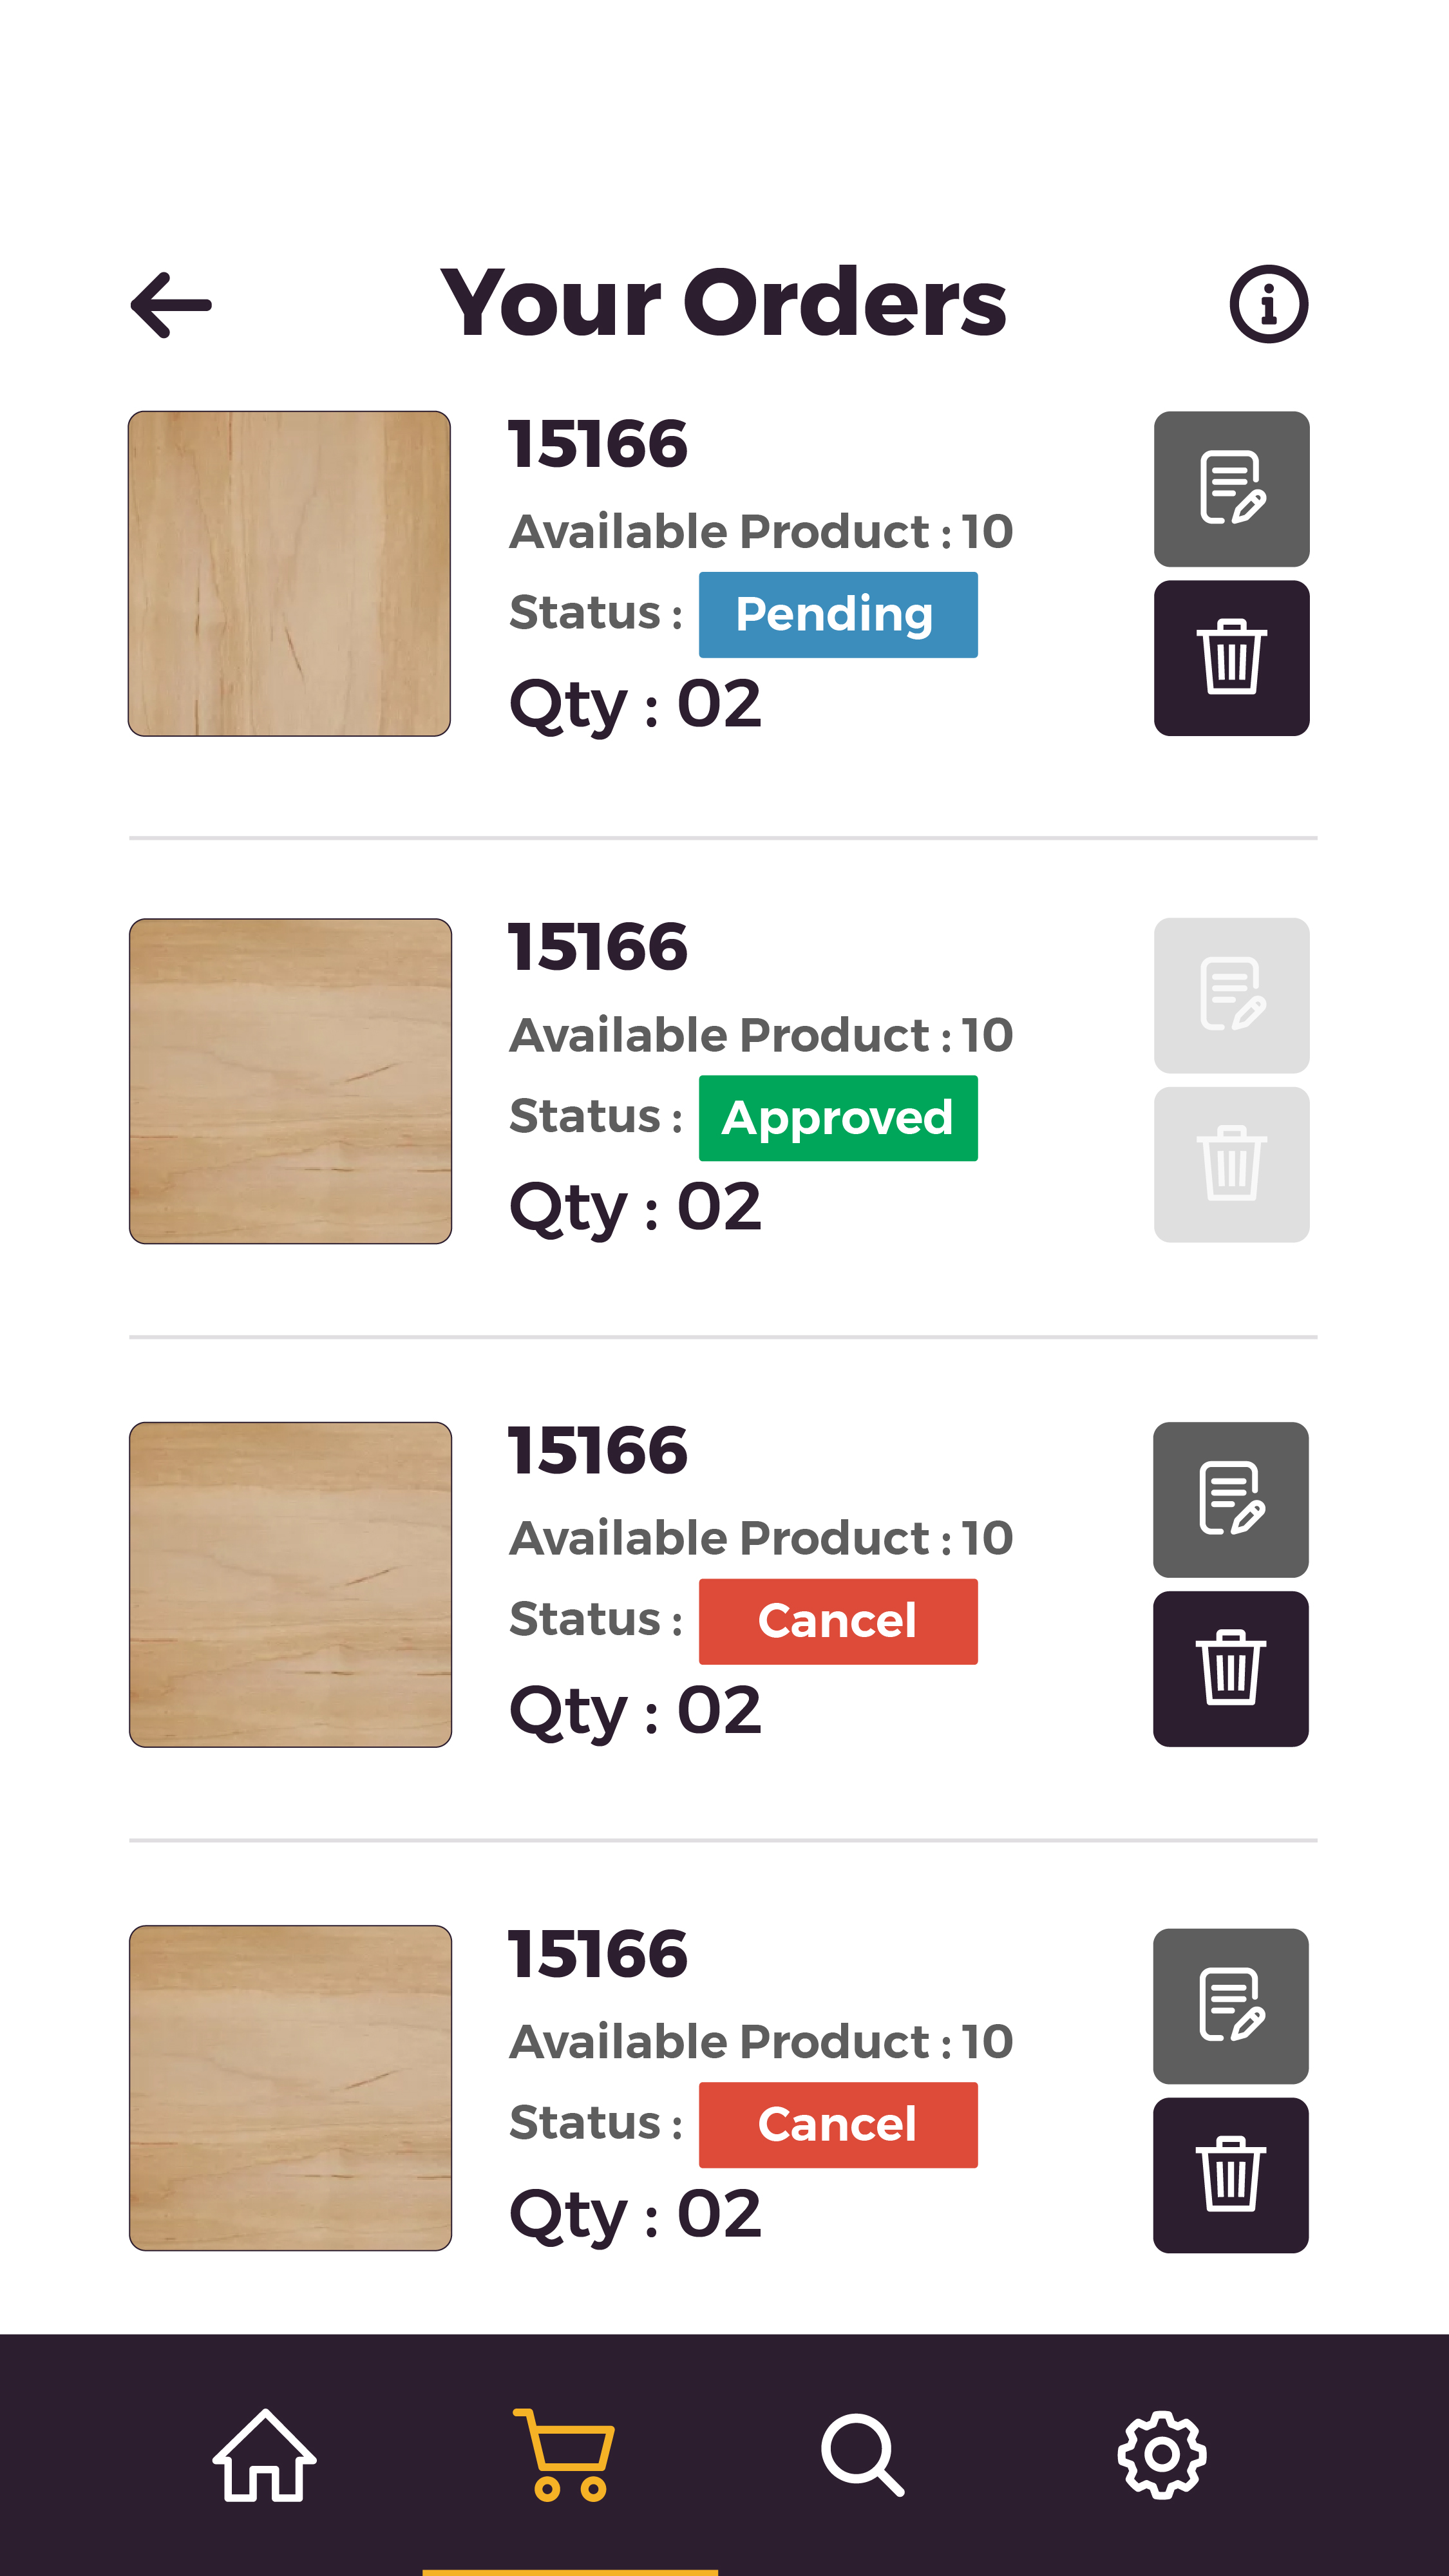 Your Orders
15166
Available Product : 10
Status : Pending
Qty : 02
15166
Available Product : 10
Status : Approved
Qty : 02
15166
Available Product : 10
Status : Cancel
Qty : 02
15166
Available Product : 10
Status : Cancel
Qty : 02